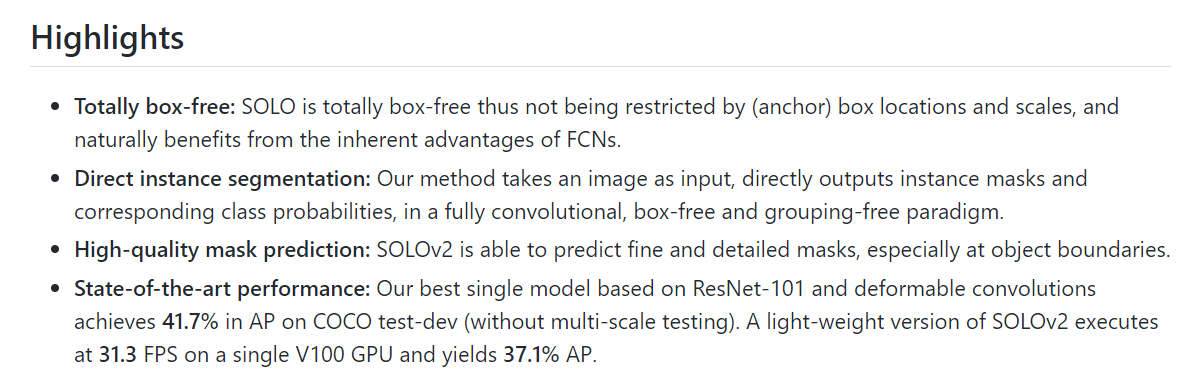 Highlights
• Totally box-free: SOLO is totally box-free thus not being restricted by (anchor) box locations and scales, and
naturally benefits from the inherent advantages of FCNs.
• Direct instance segmentation: Our method takes an image as input, directly outputs instance masks and
corresponding class probabilities, in a fully convolutional, box-free and grouping-free paradigm.
• High-quality mask prediction: SOLOv2 is able to predict fine and detailed masks, especially at object boundaries.
• State-of-the-art performance: Our best single model based on ResNet-101 and deformable convolutions
achieves 41.7% in AP on COCO test-dev (without multi-scale testing). A light-weight version of SOLOv2 executes
at 31.3 FPS on a single V100 GPU and yields 37.1% AP.